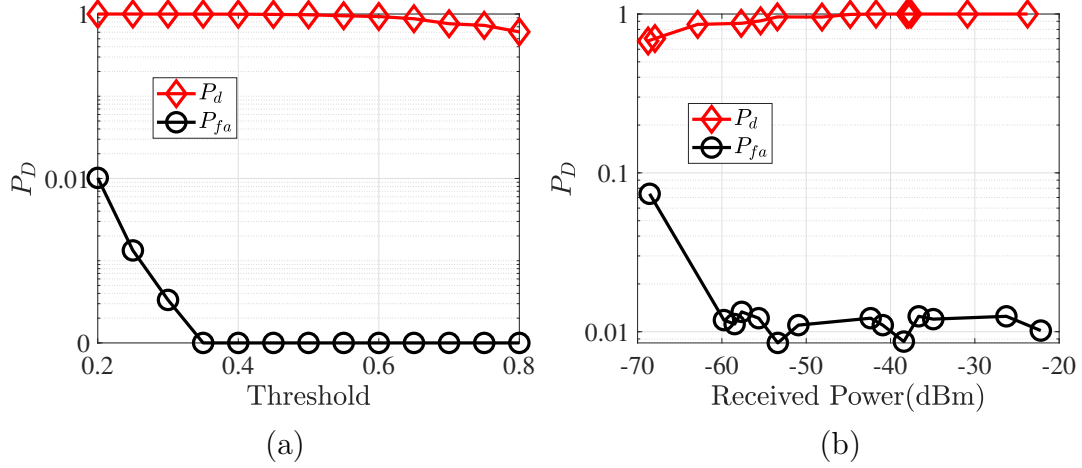 1
0.01
0
P_D
P_d
P_fa
0.2
0.4
0.6
0.8
Threshold
(a)
1
0.1
0.01
P_D
P_d
P_fa
-70
-60
-50
-40
-30
-20
Received Power(dBm)
(b)